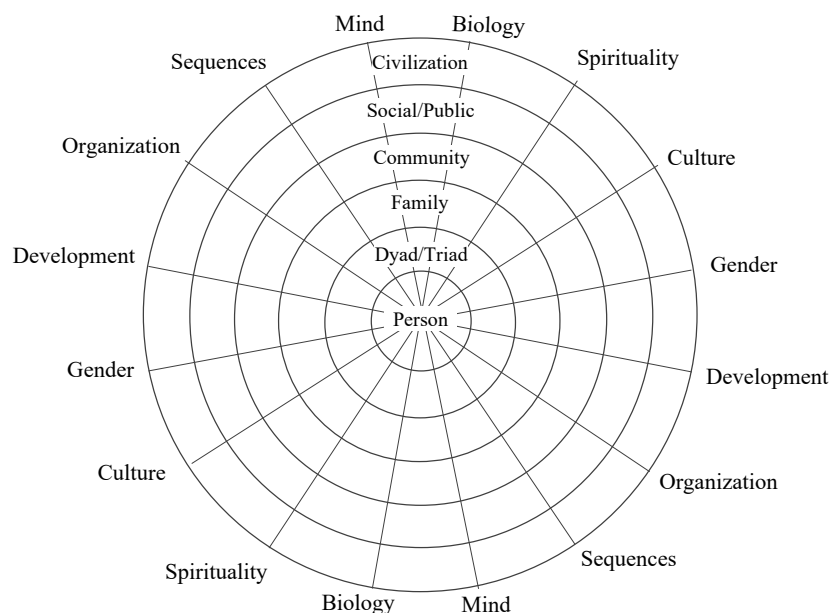 Mind
Biology
Sequences
Civilization
Spirituality
Social/Public
Organization
Community
Culture
Family
Development
Dyad/Triad
Gender
Person
Gender
Development
Culture
Organization
Spirituality
Sequences
Biology
Mind